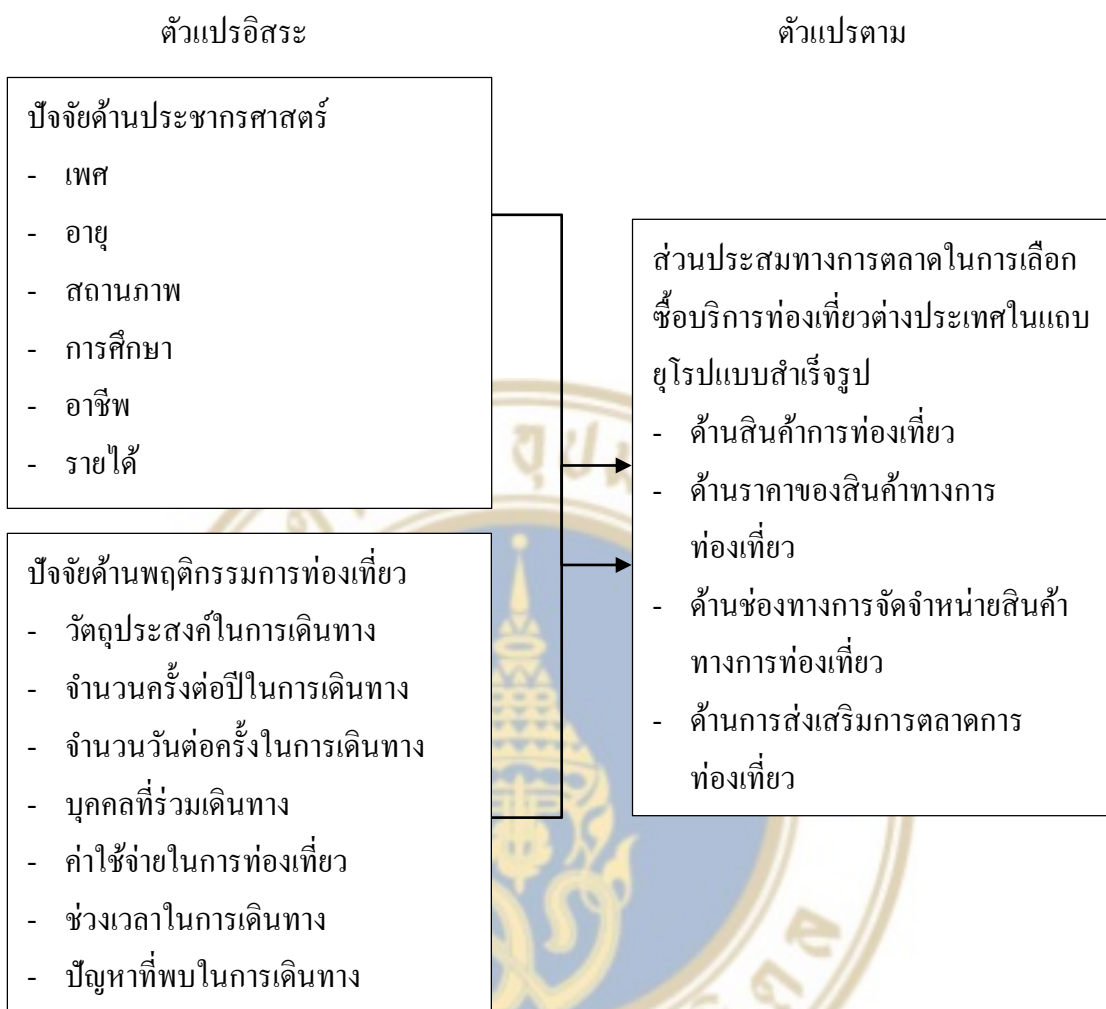 ตัวแปรอิสระ
ตัวแปรตาม
ปัจจัยด้านประชากรศาสตร์
- เพศ
- อายุ
- สถานภาพ
- การศึกษา
- อาชีพ
- รายได้
ปัจจัยด้านพฤติกรรมการท่องเที่ยว
- วัตถุประสงค์ในการเดินทาง
- จำนวนครั้งต่อปีในการเดินทาง
- จำนวนวันต่อครั้งในการเดินทาง
- บุคคลที่ร่วมเดินทาง
- ค่าใช้จ่ายในการท่องเที่ยว
- ช่วงเวลาในการเดินทาง
- ปัญหาที่พบในการเดินทาง
ส่วนประสมทางการตลาดในการเลือก
ซื้อบริการท่องเที่ยวต่างประเทศในแถบ
ยุโรปแบบสำเร็จรูป
- ด้านสินค้าการท่องเที่ยว
- ด้านราคาของสินค้าทางการ
ท่องเที่ยว
- ด้านช่องทางการจัดจำหน่ายสินค้า
ทางการท่องเที่ยว
- ด้านการส่งเสริมการตลาดการ
ท่องเที่ยว